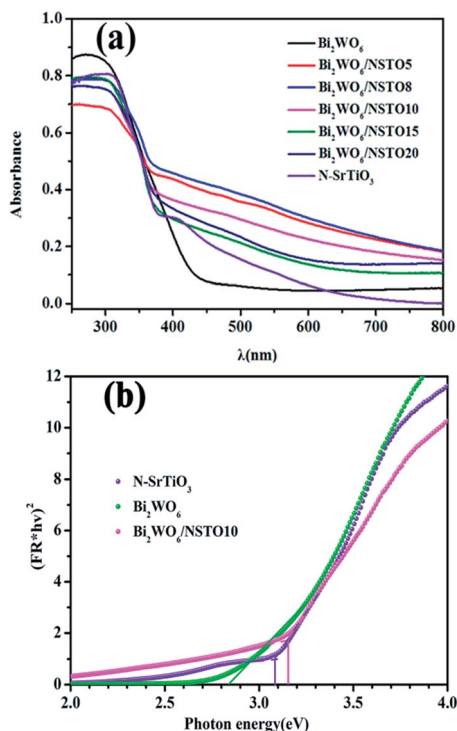 (a)
Bi₂WO₆
Bi₂WO₆/NSTO5
Bi₂WO₆/NSTO8
Bi₂WO₆/NSTO10
Bi₂WO₆/NSTO15
Bi₂WO₆/NSTO20
N-SrTiO₃
1.0
0.8
0.6
0.4
0.2
0.0
Absorbance
300 400 500 600 700 800
λ(nm)
(b)
N-SrTiO₃
Bi₂WO₆
Bi₂WO₆/NSTO10
12
10
8
6
4
2
0
(FR*hv)²
2.0 2.5 3.0 3.5 4.0
Photon energy(eV)